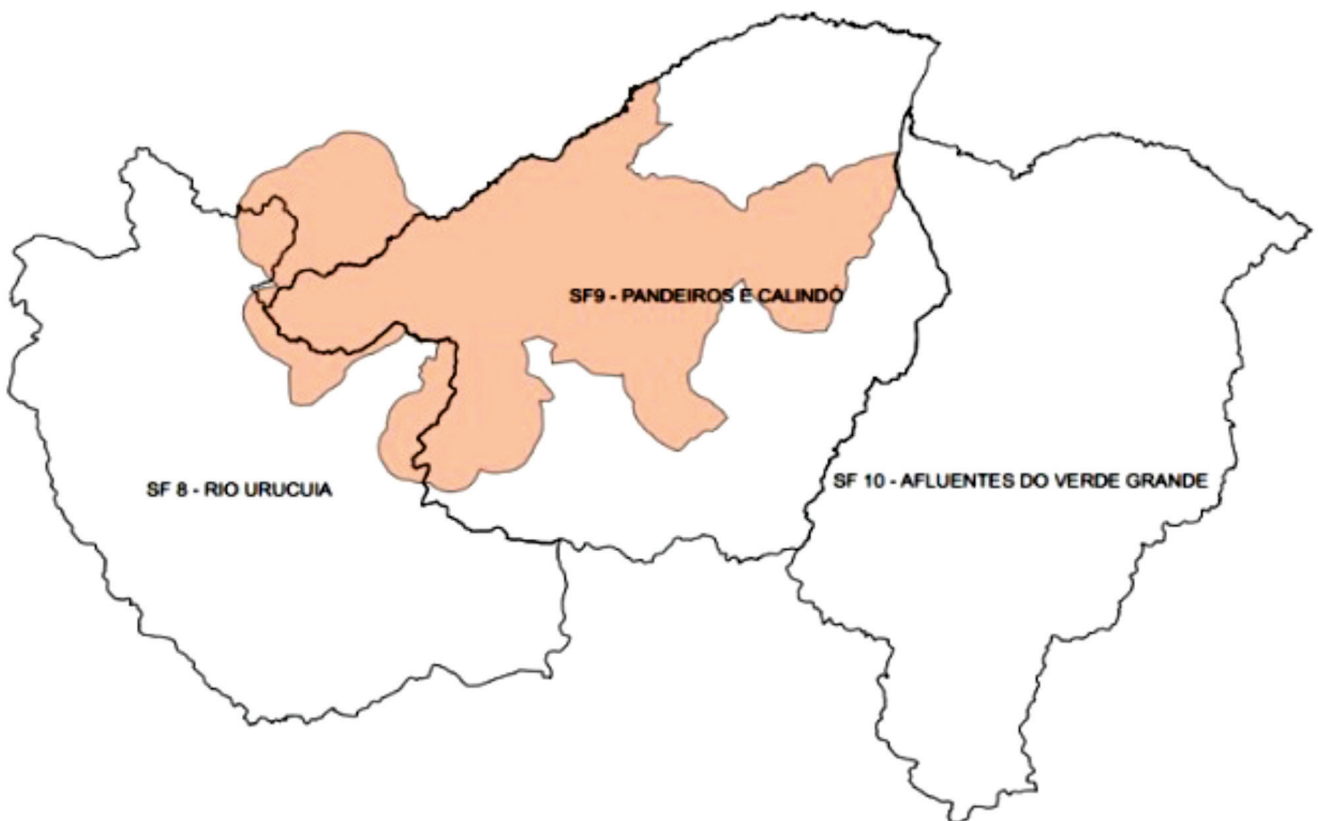 SF9 - PANDEIROS E CALINDÓ
SF 8 - RIO URUCUIA
SF 10 - AFLUENTES DO VERDE GRANDE